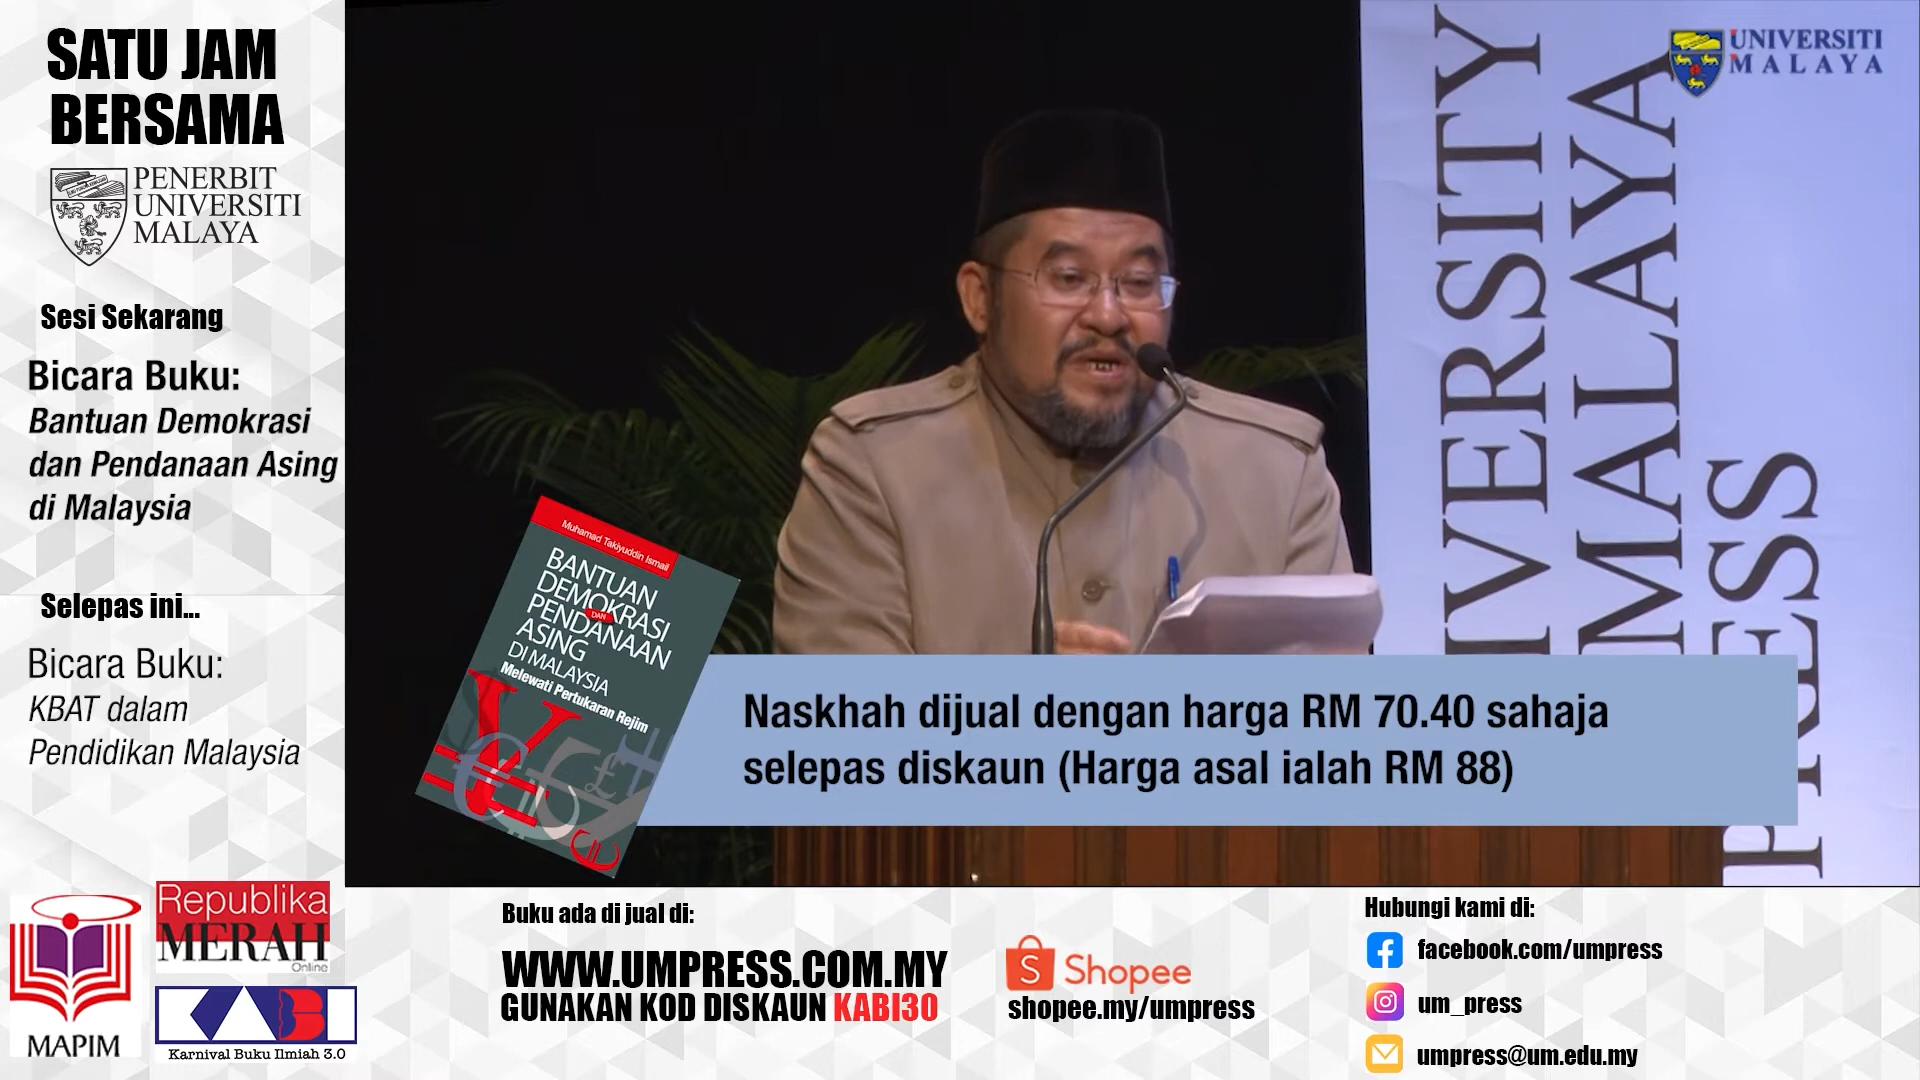 SATU JAM
BERSAMA
PENERBIT
UNIVERSITI
MALAYA
Sesi Sekarang
Bicara Buku:
Bantuan Demokrasi
dan Pendanaan Asing
di Malaysia
Selepas ini...
Bicara Buku:
KBAT dalam
Pendidikan Malaysia
MAPIM
Republika
MERAH
Online
KABI
Karnival Buku Ilmiah 3.0
UNIVERSITI
MALAYA
IVERSITY
MALAYA
PRESS
Muhamad Takiyuddin Ismail
BANTUAN
DEMOKRASI
DAN
PENDANAAN
ASING
DI MALAYSIA
Melewati Pertukaran Rejim
Naskhah dijual dengan harga RM 70.40 sahaja
selepas diskaun (Harga asal ialah RM 88)
Buku ada di jual di:
WWW.UMPRESS.COM.MY
GUNAKAN KOD DISKAUN KABI30
Shopee
shopee.my/umpress
Hubungi kami di:
facebook.com/umpress
um_press
umpress@um.edu.my